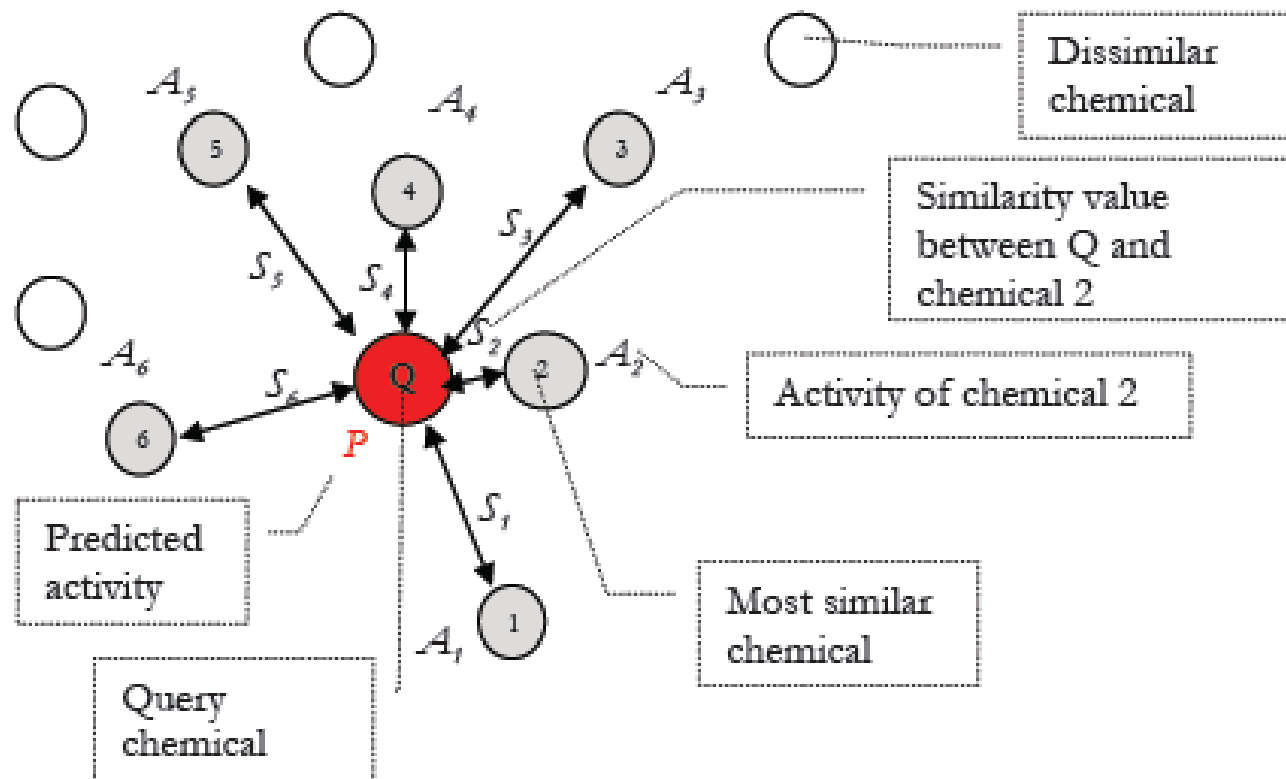 Dissimilar
chemical
A₅
A₄
A₃
5
4
3
Similarity value
between Q and
chemical 2
S₃
S₅
S₄
S₂
A₆
Q
2
A₂
Activity of chemical 2
S₆
6
P
S₁
Predicted
activity
Most similar
chemical
1
A₁
Query
chemical